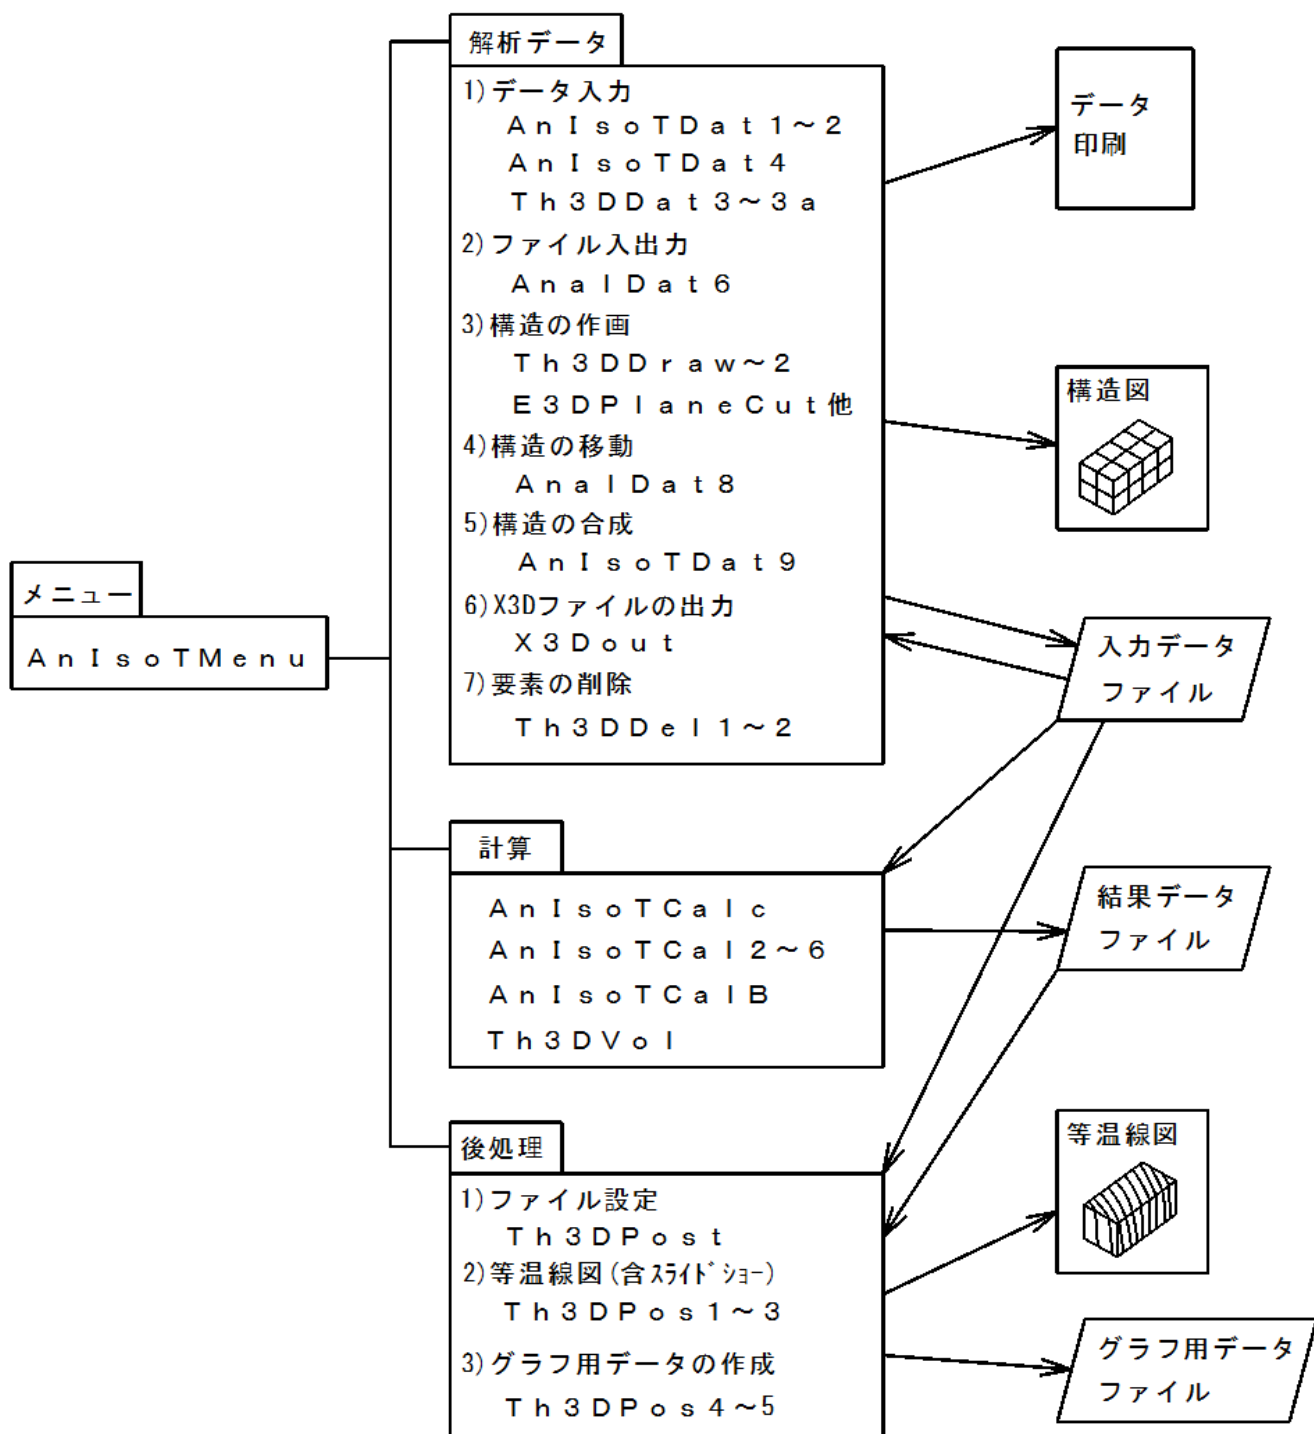 解析データ
1)データ入力
ＡｎＩｓｏＴＤａｔ１～２
ＡｎＩｓｏＴＤａｔ４
Ｔｈ３ＤＤａｔ３～３ａ
2)ファイル入出力
ＡｎａｌＤａｔ６
3)構造の作画
Ｔｈ３ＤＤｒａｗ～２
Ｅ３ＤＰｌａｎｅＣｕｔ他
4)構造の移動
ＡｎａｌＤａｔ８
5)構造の合成
ＡｎＩｓｏＴＤａｔ９
6)X3Dファイルの出力
Ｘ３Ｄｏｕｔ
7)要素の削除
Ｔｈ３ＤＤｅｌ１～２
データ
印刷
構造図
メニュー
ＡｎＩｓｏＴＭｅｎｕ
入力データ
ファイル
計算
ＡｎＩｓｏＴＣａｌｃ
ＡｎＩｓｏＴＣａｌ２～６
ＡｎＩｓｏＴＣａｌＢ
Ｔｈ３ＤＶｏｌ
結果データ
ファイル
後処理
1)ファイル設定
Ｔｈ３ＤＰｏｓｔ
2)等温線図(含ｽﾗｲﾄﾞｼｮｰ)
Ｔｈ３ＤＰｏｓ１～３
3)グラフ用データの作成
Ｔｈ３ＤＰｏｓ４～５
等温線図
グラフ用データ
ファイル